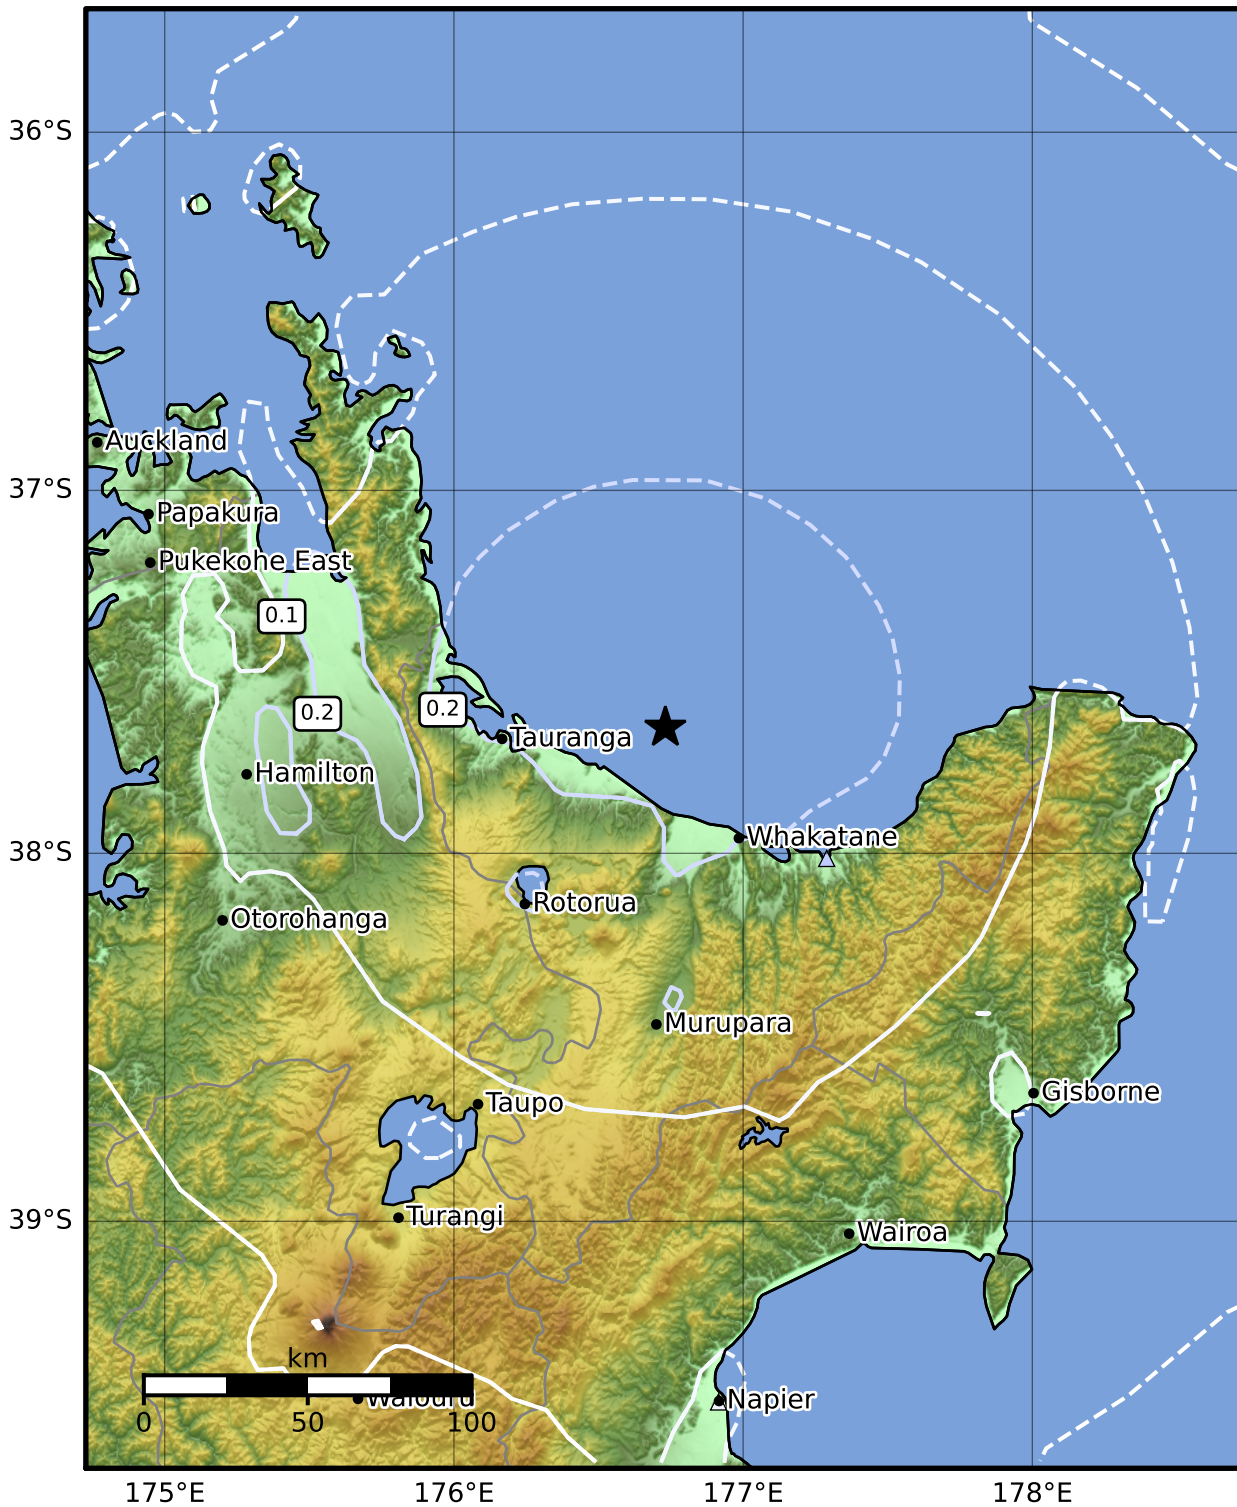 36°S
Auckland
37°S
Papakura
Pukekohe East
0.1
0.2
0.2
Tauranga
Hamilton
Whakatane
38°S
Rotorua
Otorohanga
Murupara
Gisborne
Taupo
Turangi
39°S
Wairoa
km
Waiouru
Napier
0 50 100
175°E 176°E 177°E 178°E